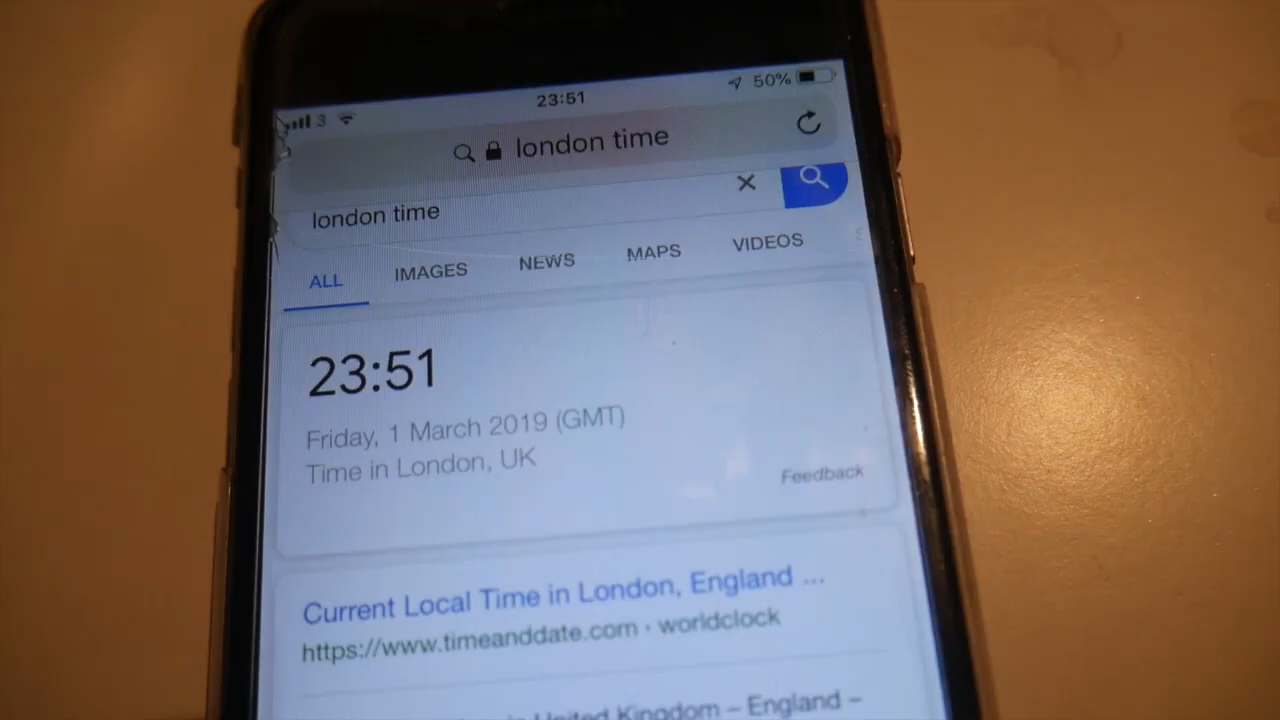 3 23:51 50%
london time
london time
ALL IMAGES NEWS MAPS VIDEOS
23:51
Friday, 1 March 2019 (GMT)
Time in London, UK
Feedback
Current Local Time in London, England ...
https://www.timeanddate.com · worldclock
United Kingdom – England –